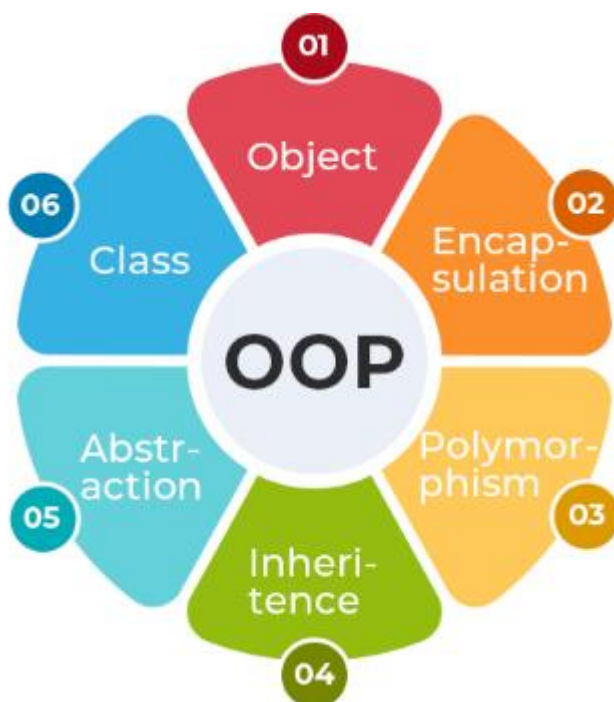 01
Object
02
Encap-
sulation
03
Polymor-
phism
04
Inheri-
tence
05
Abstr-
action
06
Class
OOP